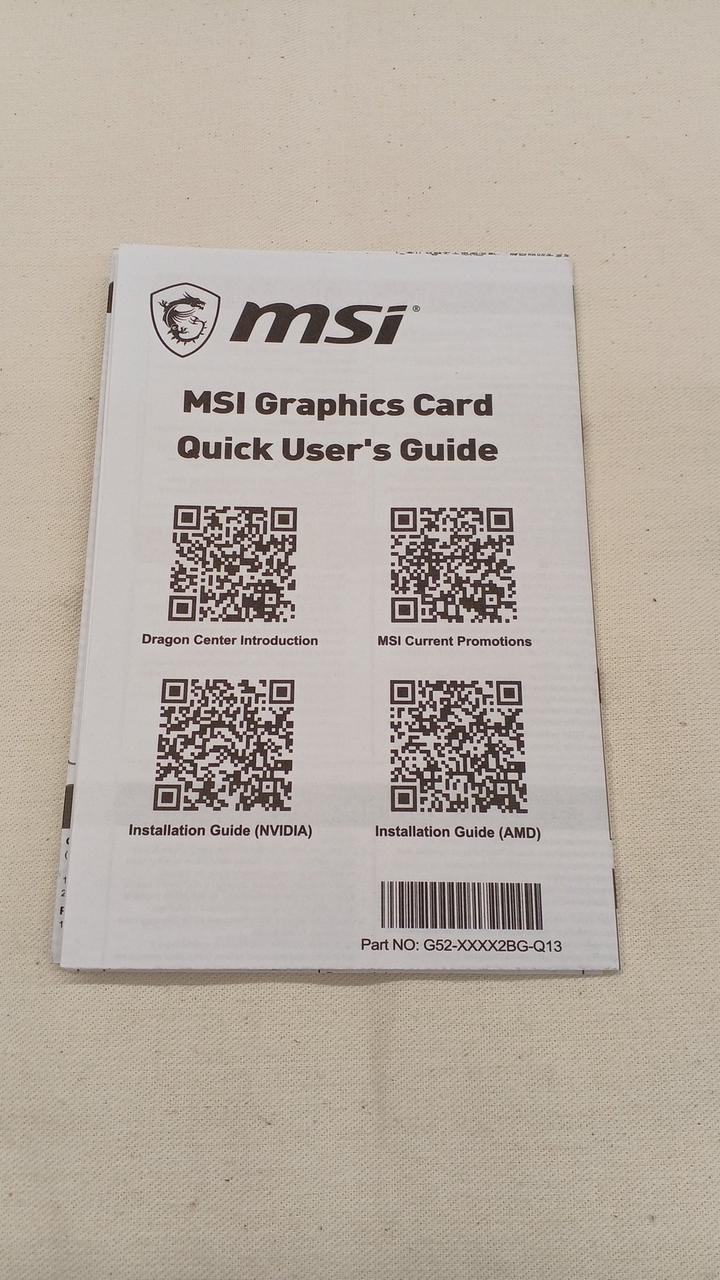 msi®
MSI Graphics Card
Quick User's Guide
Dragon Center Introduction
MSI Current Promotions
Installation Guide (NVIDIA)
Installation Guide (AMD)
Part NO: G52-XXXX2BG-Q13